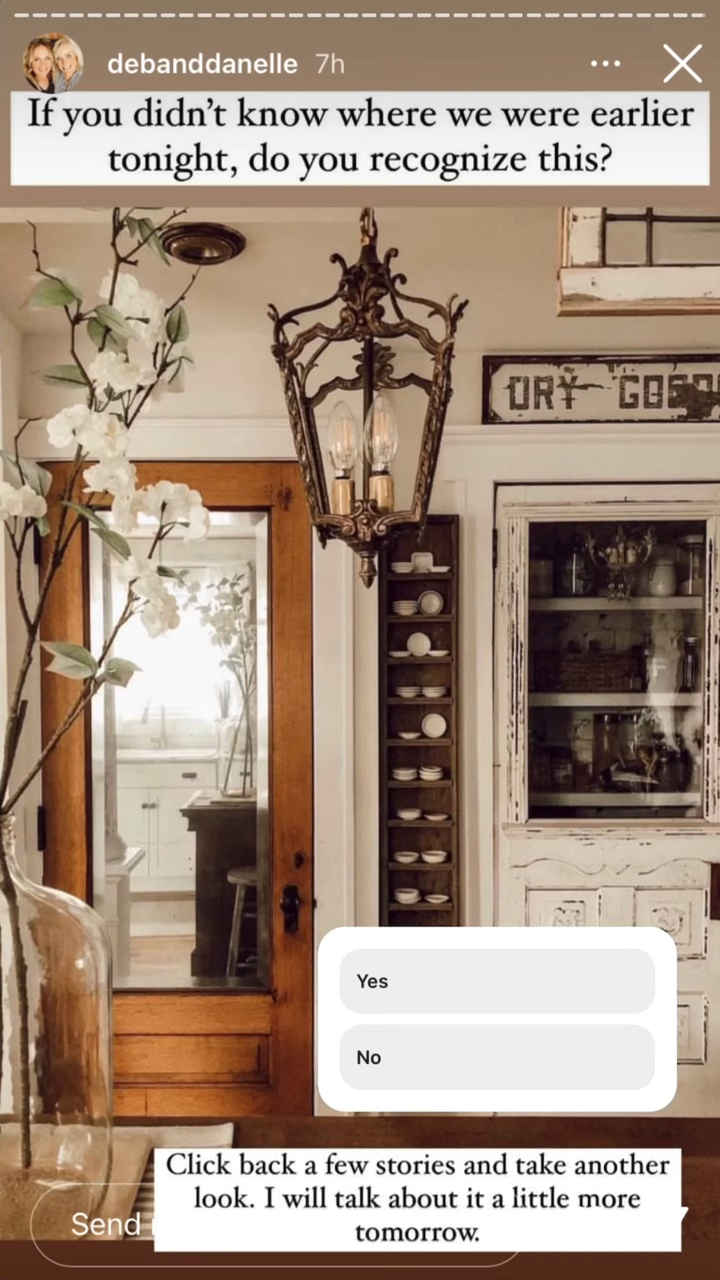 debanddanelle 7h
If you didn't know where we were earlier
tonight, do you recognize this?
DRY GOODS
Yes
No
Click back a few stories and take another
look. I will talk about it a little more
tomorrow.
Send